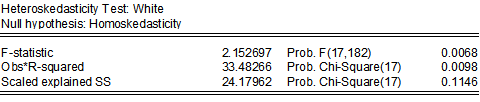 Heteroskedasticity Test: White
Null hypothesis: Homoskedasticity
F-statistic 2.152697 Prob. F(17,182) 0.0068
Obs*R-squared 33.48266 Prob. Chi-Square(17) 0.0098
Scaled explained SS 24.17962 Prob. Chi-Square(17) 0.1146